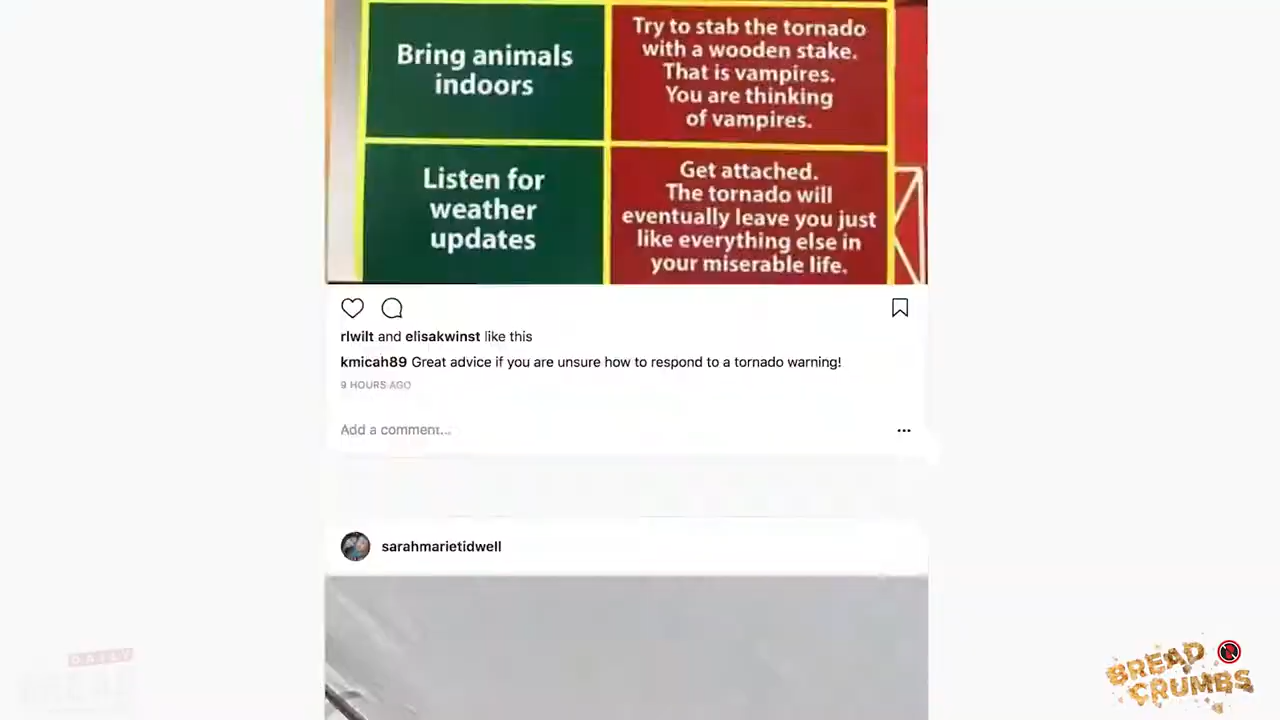 Bring animals
indoors
Try to stab the tornado
with a wooden stake.
That is vampires.
You are thinking
of vampires.
Listen for
weather
updates
Get attached.
The tornado will
eventually leave you just
like everything else in
your miserable life.
rlwilt and elisakwinst like this
kmicah89 Great advice if you are unsure how to respond to a tornado warning!
9 HOURS AGO
Add a comment...
sarahmarietidwell
DAILY
BREAD
BREAD
CRUMBS